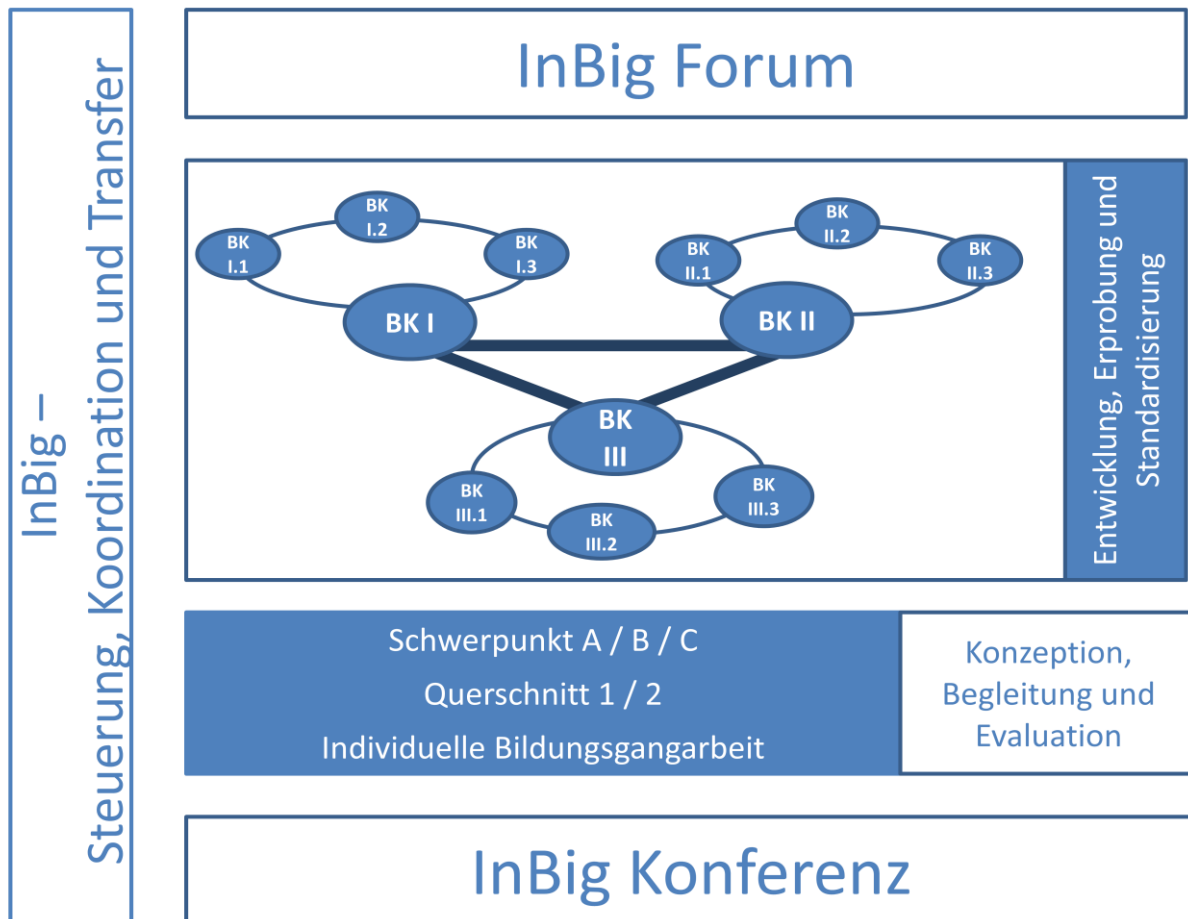 InBig –
Steuerung, Koordination und Transfer
InBig Forum
BK
I.1
BK
I.2
BK
I.3
BK I
BK
II.1
BK
II.2
BK
II.3
BK II
BK
III
BK
III.1
BK
III.2
BK
III.3
Entwicklung, Erprobung und
Standardisierung
Schwerpunkt A / B / C
Querschnitt 1 / 2
Individuelle Bildungsgangarbeit
Konzeption,
Begleitung und
Evaluation
InBig Konferenz